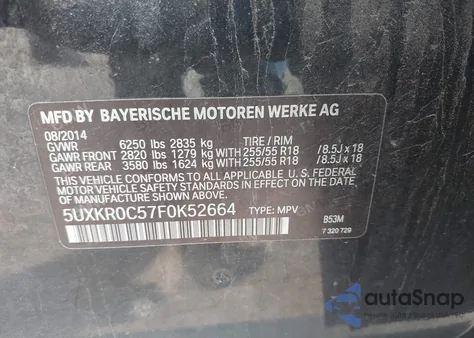 MFD BY BAYERISCHE MOTOREN WERKE AG
08/2014
GVWR 6250 lbs 2835 kg TIRE / RIM
GAWR FRONT 2820 lbs 1279 kg WITH 255/55 R18 / 8.5J x 18
GAWR REAR 3580 lbs 1624 kg WITH 255/55 R18 / 8.5J x 18
THIS VEHICLE CONFORMS TO ALL APPLICABLE U.S. FEDERAL
MOTOR VEHICLE SAFETY STANDARDS IN EFFECT ON THE DATE OF
MANUFACTURE SHOWN ABOVE.
5UXKR0C57F0K52664 TYPE: MPV
B53M
7 320 729
autoSnap